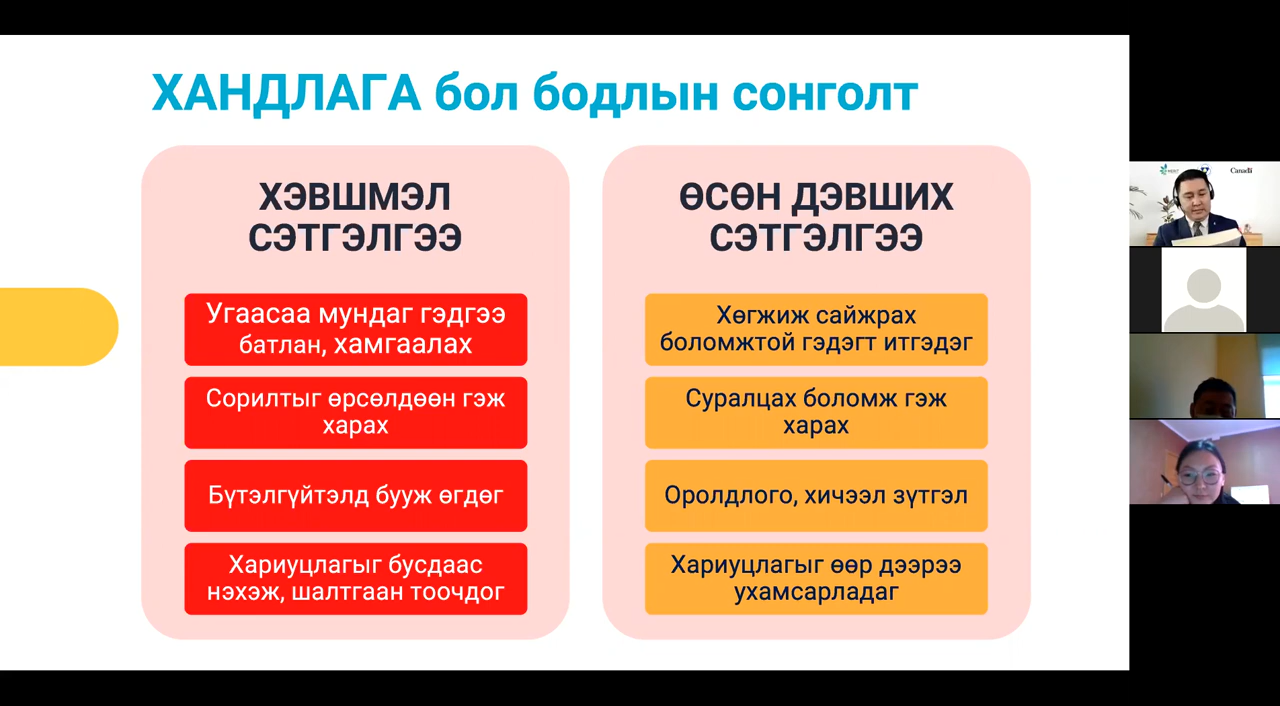 ХАНДЛАГА бол бодлын сонголт
ХЭВШМЭЛ
СЭТГЭЛГЭЭ
Угаасаа мундаг гэдгээ
батлан, хамгаалах
Сорилтыг өрсөлдөөн гэж
харах
Бүтэлгүйтэлд бууж өгдөг
Хариуцлагыг бусдаас
нэхэж, шалтгаан тоочдог
ӨСӨН ДЭВШИХ
СЭТГЭЛГЭЭ
Хөгжиж сайжрах
боломжтой гэдэгт итгэдэг
Суралцах боломж гэж
харах
Оролдлого, хичээл зүтгэл
Хариуцлагыг өөр дээрээ
ухамсарладаг
Canada